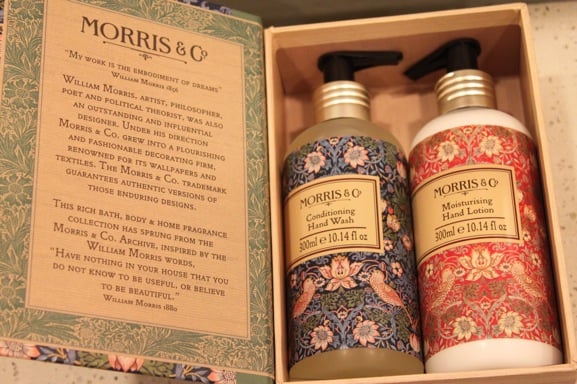 MORRIS & Co
"My work is the embodiment of dreams"
William Morris 1856
William Morris, artist, philosopher,
poet and political theorist, was also
an outstanding and influential
designer. Under his direction
Morris & Co. grew into a flourishing
and fashionable decorating firm,
renowned for its wallpapers and
textiles. The Morris & Co. trademark
guarantees authentic versions of
those enduring designs.
This rich bath, body & home fragrance
collection has sprung from the
Morris & Co. Archive, inspired by the
William Morris words,
"Have nothing in your house that you
do not know to be useful, or believe
to be beautiful."
William Morris 1880
MORRIS & Co
Conditioning
Hand Wash
300ml e 10.14 fl oz
MORRIS & Co
Moisturising
Hand Lotion
300ml e 10.14 fl oz